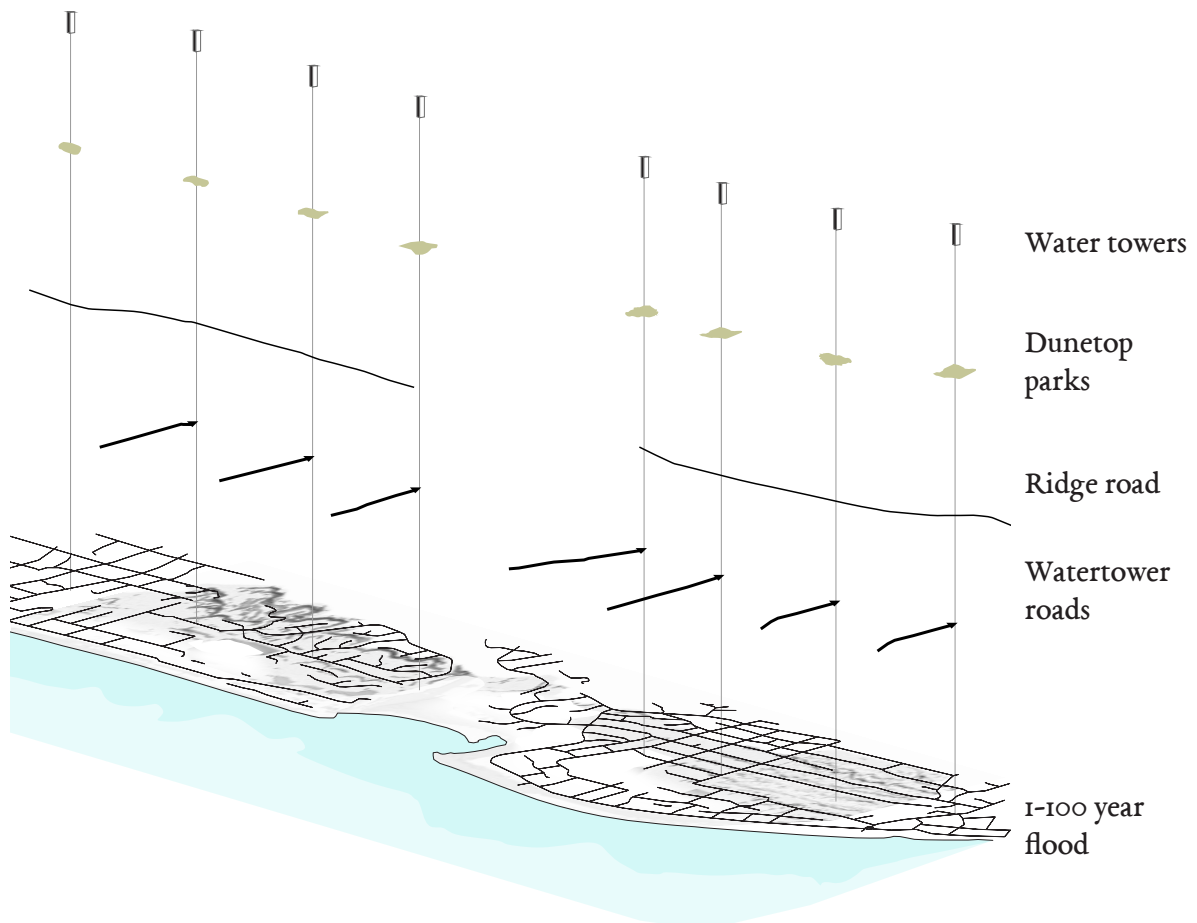 Water towers
Dunetop
parks
Ridge road
Watertower
roads
1-100 year
flood